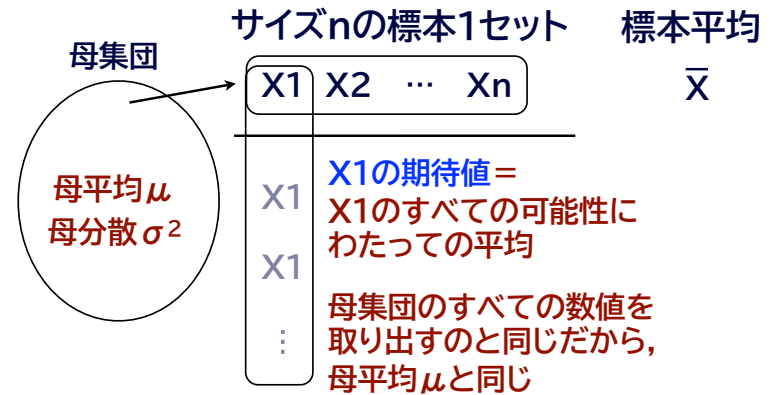 サイズnの標本1セット
標本平均
母集団
X1 X2 … Xn
X̅
母平均μ
母分散σ²
X1
X1
⋮
X1の期待値＝
X1のすべての可能性に
わたっての平均
母集団のすべての数値を
取り出すのと同じだから，
母平均μと同じ